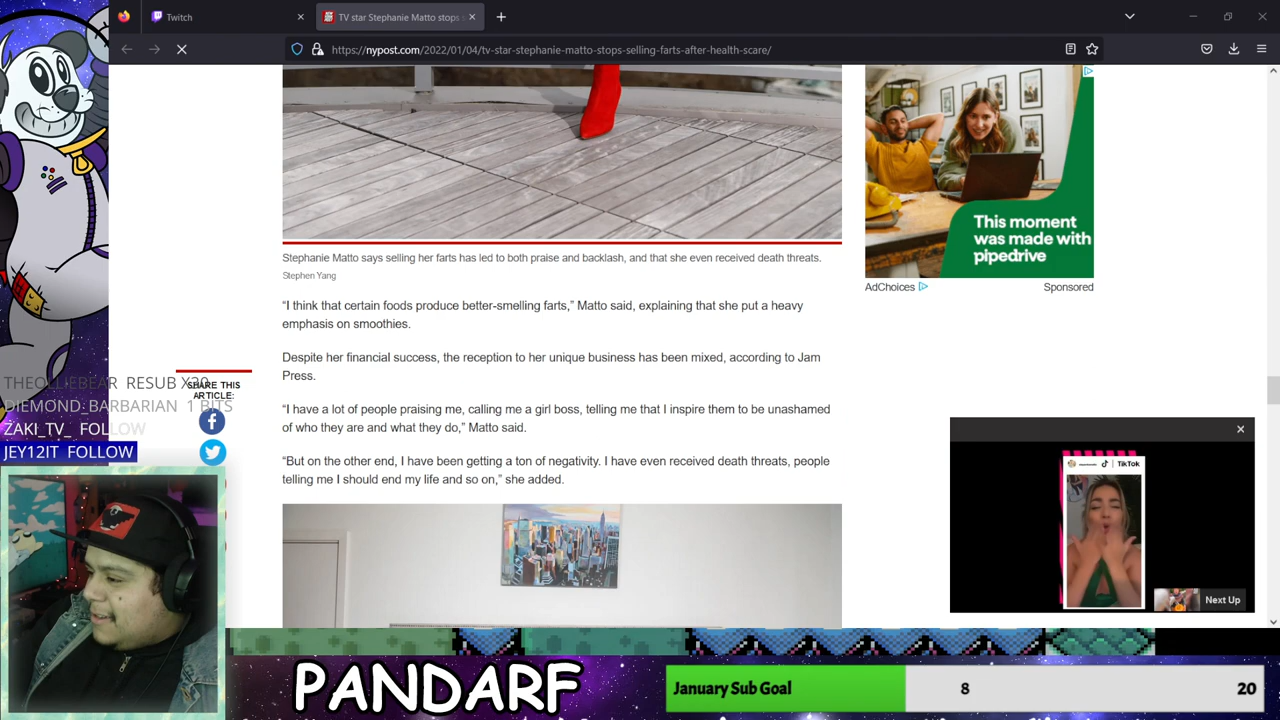 Twitch
TV star Stephanie Matto stops s
https://nypost.com/2022/01/04/tv-star-stephanie-matto-stops-selling-farts-after-health-scare/
This moment
was made with
pipedrive
AdChoices
Sponsored
Stephanie Matto says selling her farts has led to both praise and backlash, and that she even received death threats.
Stephen Yang
“I think that certain foods produce better-smelling farts,” Matto said, explaining that she put a heavy
emphasis on smoothies.
Despite her financial success, the reception to her unique business has been mixed, according to Jam
Press.
“I have a lot of people praising me, calling me a girl boss, telling me that I inspire them to be unashamed
of who they are and what they do,” Matto said.
“But on the other end, I have been getting a ton of negativity. I have even received death threats, people
telling me I should end my life and so on,” she added.
SHARE THIS
ARTICLE:
THEOLLIEBEAR RESUB X20
DIEMOND_BARBARIAN 1 BITS
ZAKI_TV_ FOLLOW
JEY12IT FOLLOW
TikTok
Next Up
PANDARF
January Sub Goal
8
20